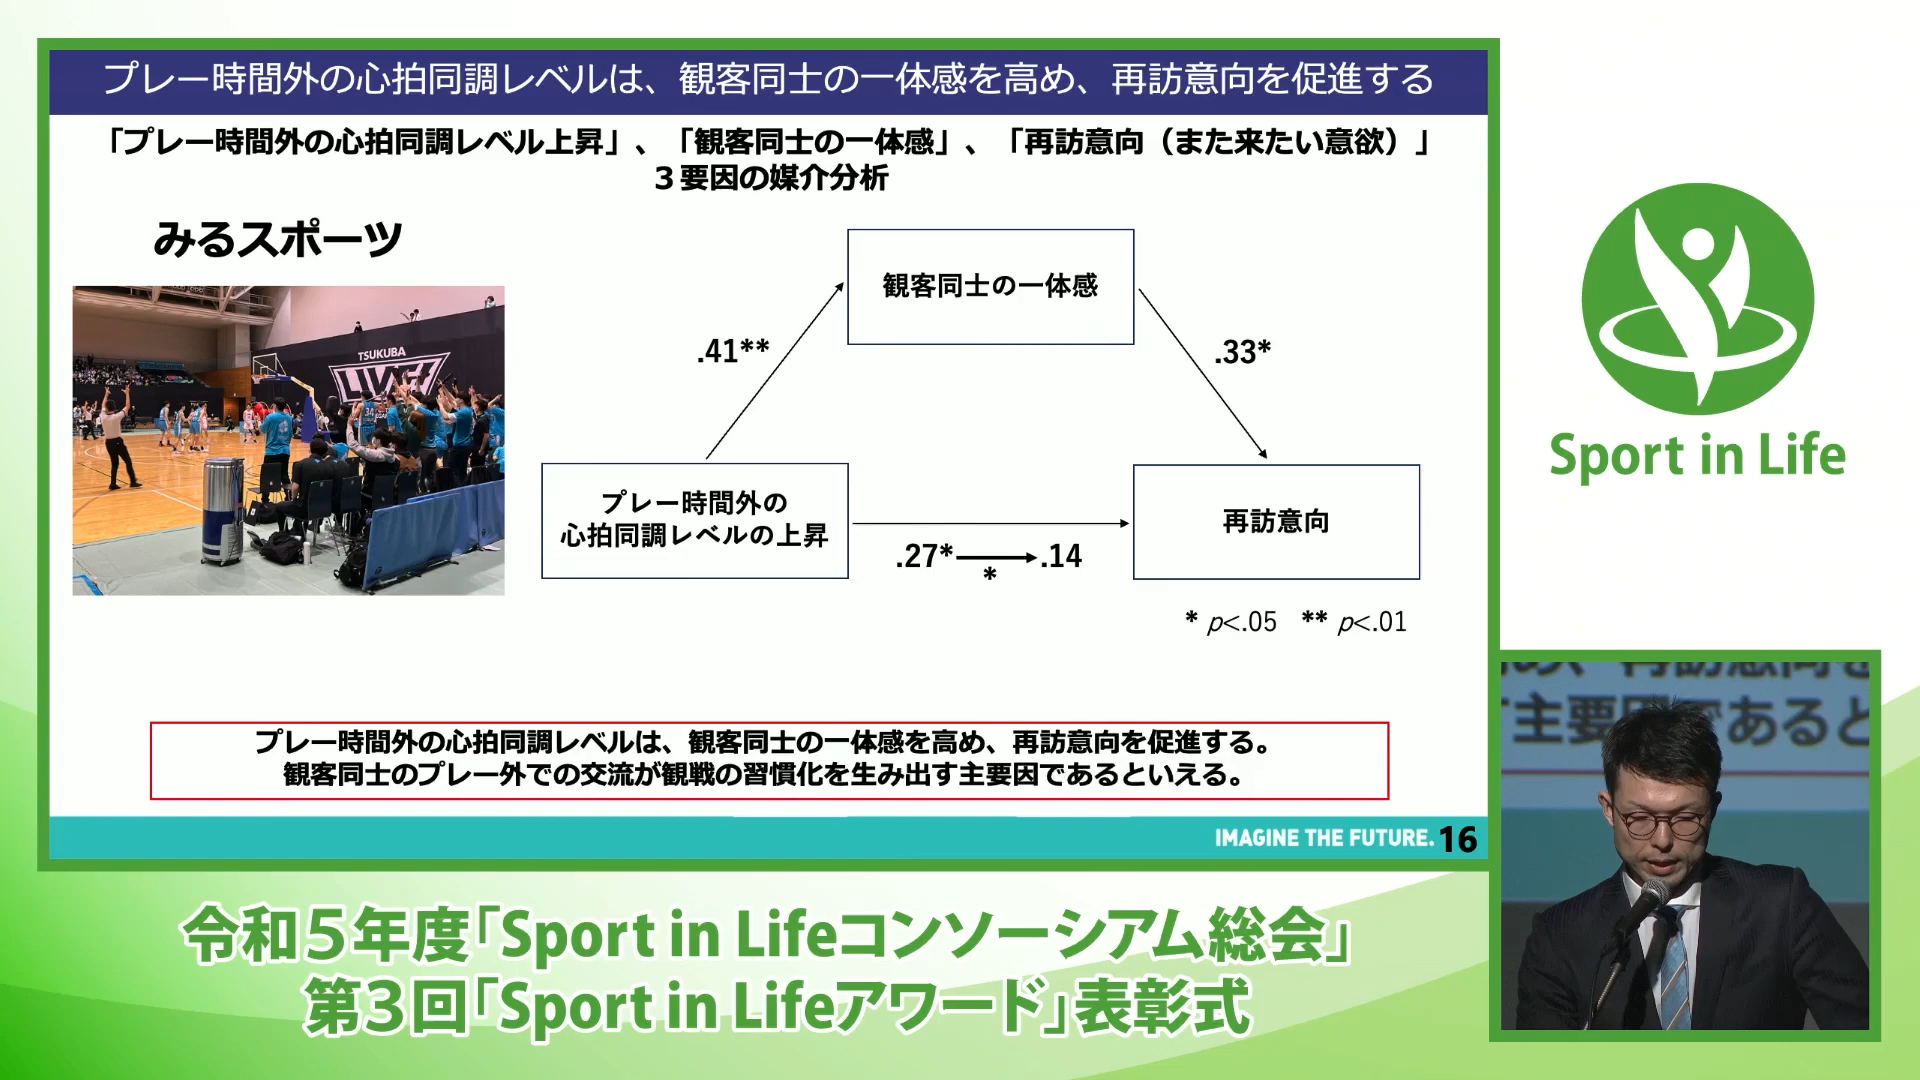 プレー時間外の心拍同調レベルは、観客同士の一体感を高め、再訪意向を促進する
「プレー時間外の心拍同調レベル上昇」、「観客同士の一体感」、「再訪意向（また来たい意欲）」
３要因の媒介分析
みるスポーツ
TSUKUBA
LIVE!
34
観客同士の一体感
.41**
.33*
プレー時間外の
心拍同調レベルの上昇
再訪意向
.27*
.14
*
* p<.05 ** p<.01
プレー時間外の心拍同調レベルは、観客同士の一体感を高め、再訪意向を促進する。
観客同士のプレー外での交流が観戦の習慣化を生み出す主要因であるといえる。
IMAGINE THE FUTURE. 16
Sport in Life
主要因であると
令和５年度「Sport in Lifeコンソーシアム総会」
第３回「Sport in Lifeアワード」表彰式